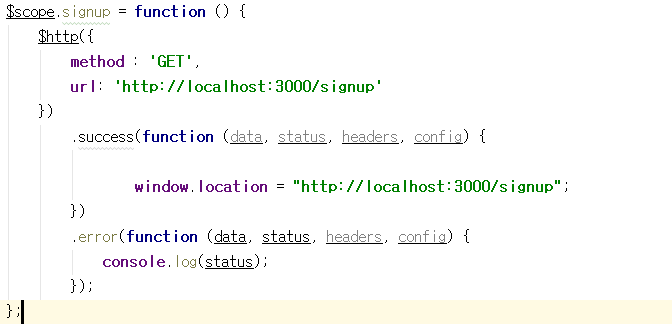 $scope.signup = function () {
    $http({
        method : 'GET',
        url: 'http://localhost:3000/signup'
    })
        .success(function (data, status, headers, config) {
                window.location = "http://localhost:3000/signup";
        })
        .error(function (data, status, headers, config) {
            console.log(status);
        });
};